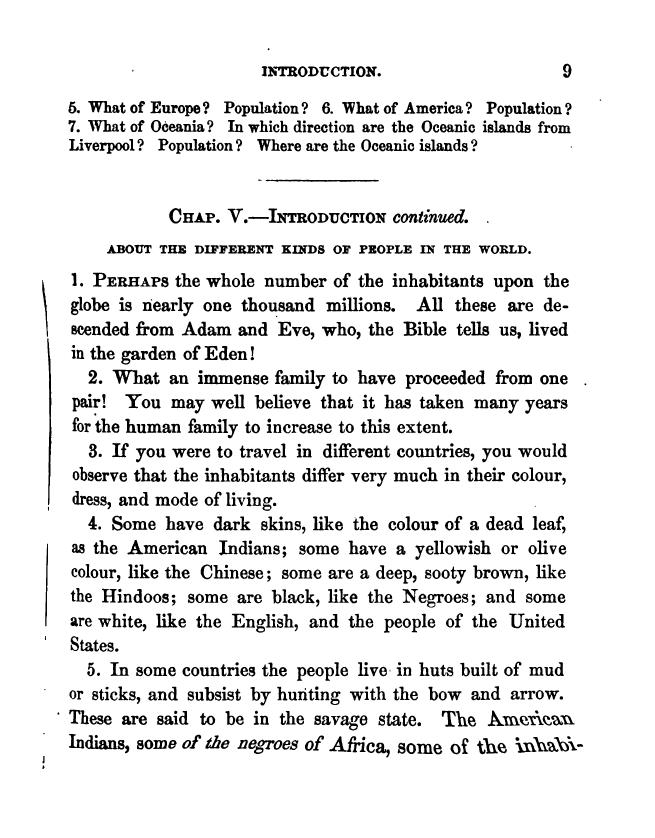 INTRODUCTION. 9
5. What of Europe? Population? 6. What of America? Population?
7. What of Oceania? In which direction are the Oceanic islands from
Liverpool? Population? Where are the Oceanic islands?
CHAP. V.—INTRODUCTION continued.
ABOUT THE DIFFERENT KINDS OF PEOPLE IN THE WORLD.
1. PERHAPS the whole number of the inhabitants upon the
globe is nearly one thousand millions. All these are de-
scended from Adam and Eve, who, the Bible tells us, lived
in the garden of Eden!
2. What an immense family to have proceeded from one
pair! You may well believe that it has taken many years
for the human family to increase to this extent.
3. If you were to travel in different countries, you would
observe that the inhabitants differ very much in their colour,
dress, and mode of living.
4. Some have dark skins, like the colour of a dead leaf,
as the American Indians; some have a yellowish or olive
colour, like the Chinese; some are a deep, sooty brown, like
the Hindoos; some are black, like the Negroes; and some
are white, like the English, and the people of the United
States.
5. In some countries the people live in huts built of mud
or sticks, and subsist by hunting with the bow and arrow.
These are said to be in the savage state. The American
Indians, some of the negroes of Africa, some of the inhabi-